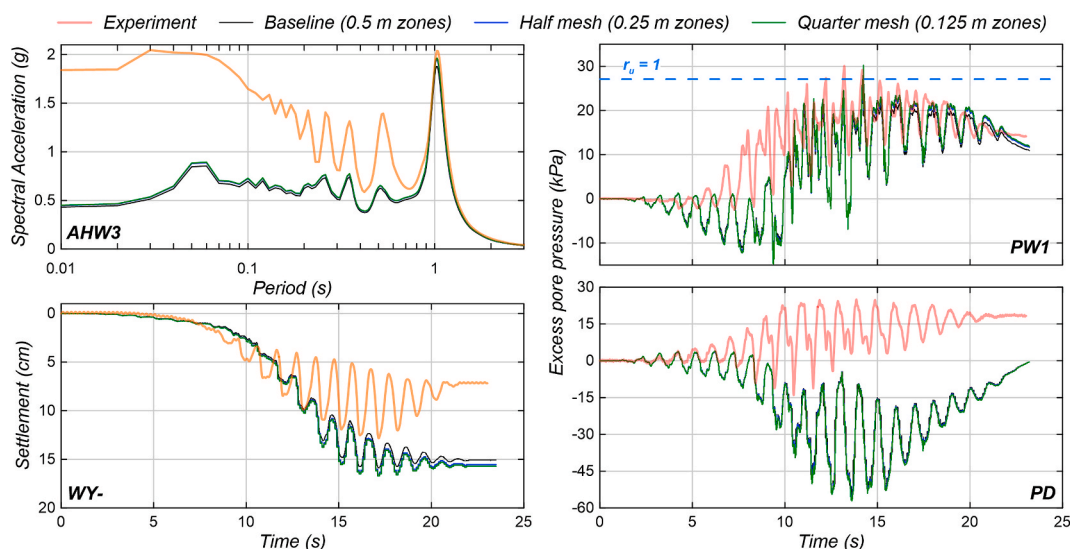 Experiment Baseline (0.5 m zones) Half mesh (0.25 m zones) Quarter mesh (0.125 m zones)
Spectral Acceleration (g)
2
1.5
1
0.5
0
AHW3
0.01 0.1 1
Period (s)
Settlement (cm)
0
5
10
15
20
WY-
0 5 10 15 20 25
Time (s)
Excess pore pressure (kPa)
30
20
10
0
-10
r_u = 1
PW1
30
15
0
-15
-30
-45
-60
PD
0 5 10 15 20 25
Time (s)